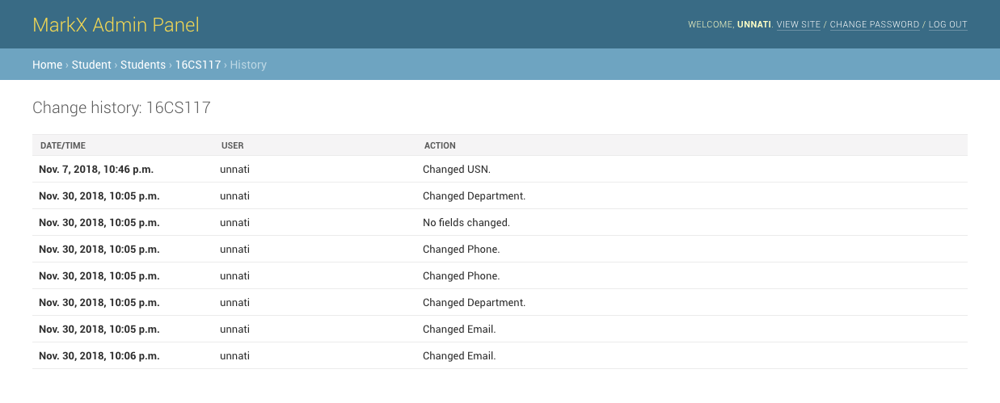 MarkX Admin Panel
WELCOME, UNNATI. VIEW SITE / CHANGE PASSWORD / LOG OUT
Home › Student › Students › 16CS117 › History
Change history: 16CS117
DATE/TIME USER ACTION
Nov. 7, 2018, 10:46 p.m. unnati Changed USN.
Nov. 30, 2018, 10:05 p.m. unnati Changed Department.
Nov. 30, 2018, 10:05 p.m. unnati No fields changed.
Nov. 30, 2018, 10:05 p.m. unnati Changed Phone.
Nov. 30, 2018, 10:05 p.m. unnati Changed Phone.
Nov. 30, 2018, 10:05 p.m. unnati Changed Department.
Nov. 30, 2018, 10:05 p.m. unnati Changed Email.
Nov. 30, 2018, 10:06 p.m. unnati Changed Email.